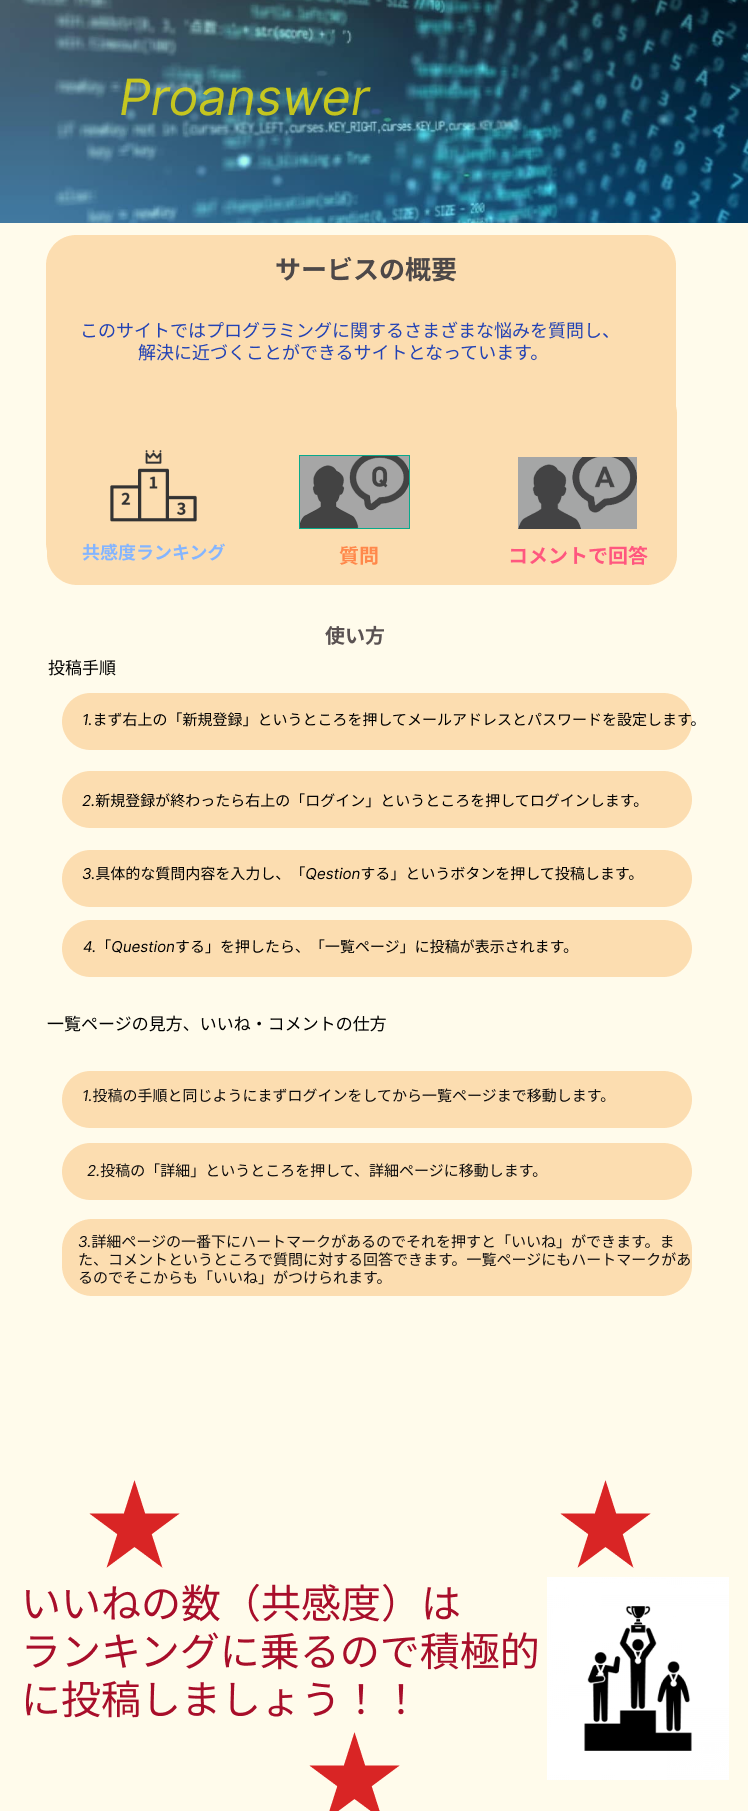 点数: ' + str(score) + ' ')
Proanswer
if newKey not in [curses.KEY_LEFT,curses.KEY_RIGHT,curses.KEY_UP,curses.KEY_DOWN]
key = key
else:
key = newKey
サービスの概要
このサイトではプログラミングに関するさまざまな悩みを質問し、
解決に近づくことができるサイトとなっています。
1
2
3
Q
A
共感度ランキング
質問
コメントで回答
使い方
投稿手順
1.まず右上の「新規登録」というところを押してメールアドレスとパスワードを設定します。
2.新規登録が終わったら右上の「ログイン」というところを押してログインします。
3.具体的な質問内容を入力し、「Qestionする」というボタンを押して投稿します。
4.「Questionする」を押したら、「一覧ページ」に投稿が表示されます。
一覧ページの見方、いいね・コメントの仕方
1.投稿の手順と同じようにまずログインをしてから一覧ページまで移動します。
2.投稿の「詳細」というところを押して、詳細ページに移動します。
3.詳細ページの一番下にハートマークがあるのでそれを押すと「いいね」ができます。ま
た、コメントというところで質問に対する回答できます。一覧ページにもハートマークがあ
るのでそこからも「いいね」がつけられます。
いいねの数（共感度）は
ランキングに乗るので積極的
に投稿しましょう！！